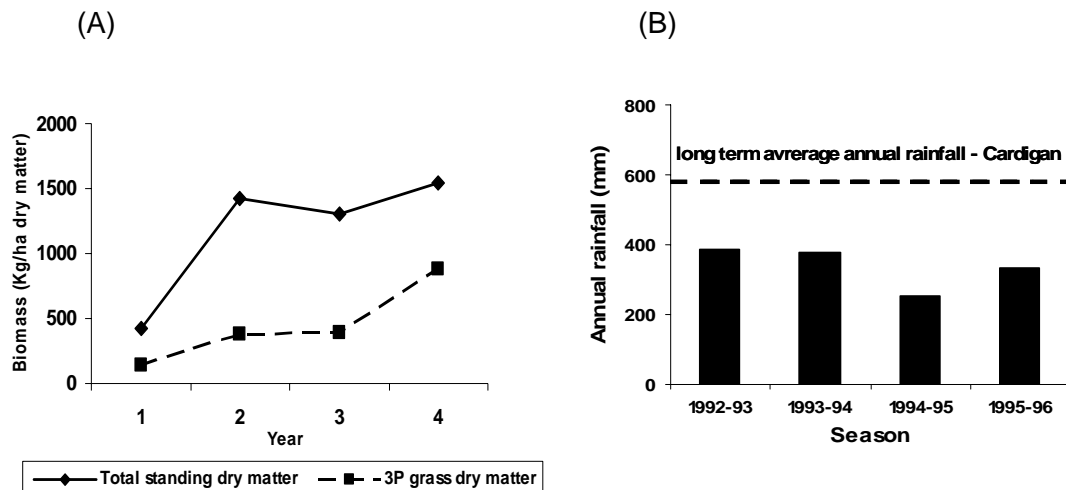 (A)
2000
1500
1000
500
0
Biomass (Kg/ha dry matter)
1 2 3 4
Year
Total standing dry matter 3P grass dry matter
(B)
800
600
400
200
0
Annual rainfall (mm)
long term avrerage annual rainfall - Cardigan
1992-93 1993-94 1994-95 1995-96
Season